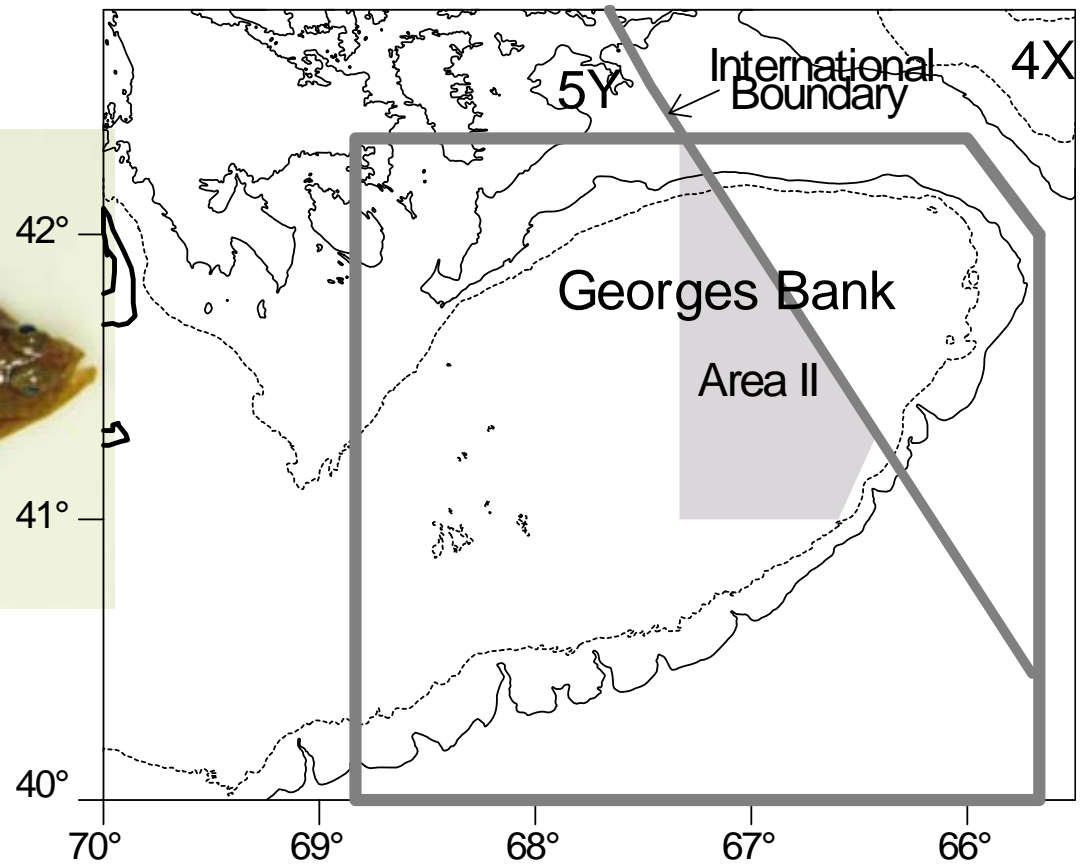 International
Boundary
5Y
4X
Georges Bank
Area II
42°
41°
40°
70°
69°
68°
67°
66°